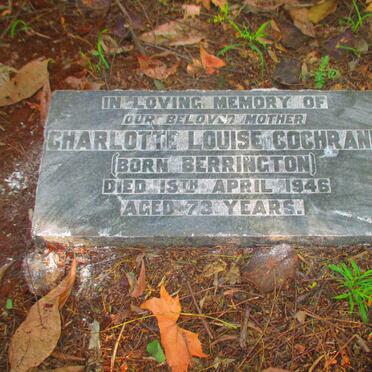 IN LOVING MEMORY OF
OUR BELOVED MOTHER
CHARLOTTE LOUISE COCHRAN
(BORN BERRINGTON)
DIED 15TH APRIL 1946
AGED 73 YEARS.